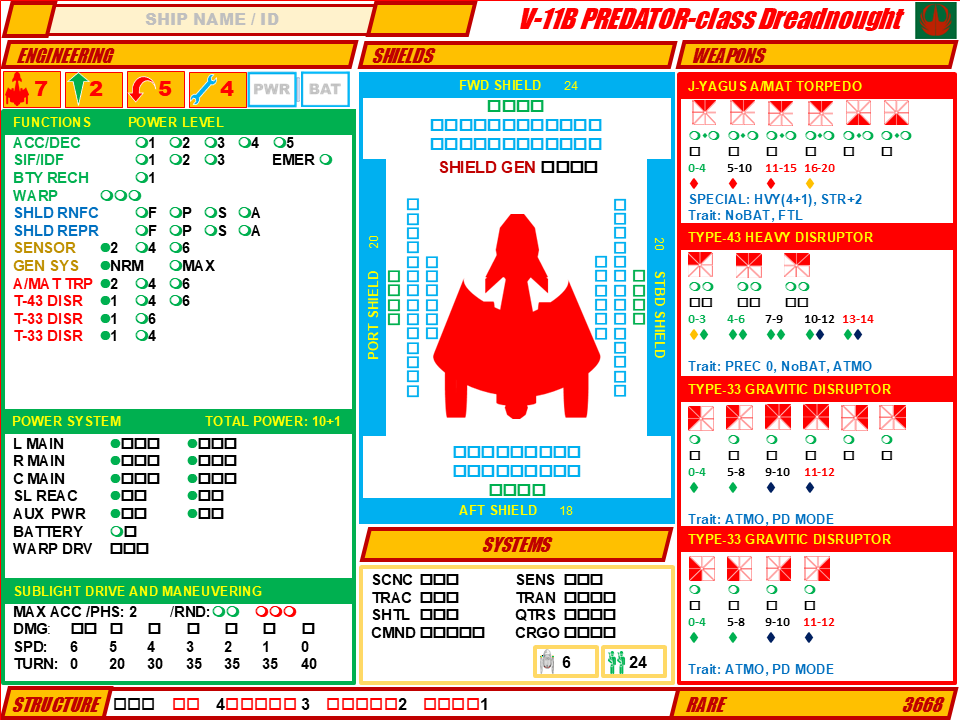 SHIP NAME / ID
V-11B PREDATOR-class Dreadnought
ENGINEERING
7 2 5 4 PWR BAT
FUNCTIONS POWER LEVEL
ACC/DEC 1 2 3 4 5
SIF/IDF 1 2 3 EMER
BTY RECH 1
WARP
SHLD RNFC F P S A
SHLD REPR F P S A
SENSOR 2 4 6
GEN SYS NRM MAX
A/MAT TRP 2 4 6
T-43 DISR 1 4 6
T-33 DISR 1 6
T-33 DISR 1 4
POWER SYSTEM TOTAL POWER: 10+1
L MAIN
R MAIN
C MAIN
SL REAC
AUX PWR
BATTERY
WARP DRV
SUBLIGHT DRIVE AND MANEUVERING
MAX ACC /PHS: 2 /RND:
DMG:
SPD: 6 5 4 3 2 1 0
TURN: 0 20 30 35 35 35 40
SHIELDS
FWD SHIELD 24
SHIELD GEN
PORT SHIELD 20
STBD SHIELD 20
AFT SHIELD 18
SYSTEMS
SCNC SENS
TRAC TRAN
SHTL QTRS
CMND CRGO
6 24
WEAPONS
J-YAGUS A/MAT TORPEDO
0-4 5-10 11-15 16-20
SPECIAL: HVY(4+1), STR+2
Trait: NoBAT, FTL
TYPE-43 HEAVY DISRUPTOR
0-3 4-6 7-9 10-12 13-14
Trait: PREC 0, NoBAT, ATMO
TYPE-33 GRAVITIC DISRUPTOR
0-4 5-8 9-10 11-12
Trait: ATMO, PD MODE
TYPE-33 GRAVITIC DISRUPTOR
0-4 5-8 9-10 11-12
Trait: ATMO, PD MODE
STRUCTURE 4 3 2 1
RARE 3668